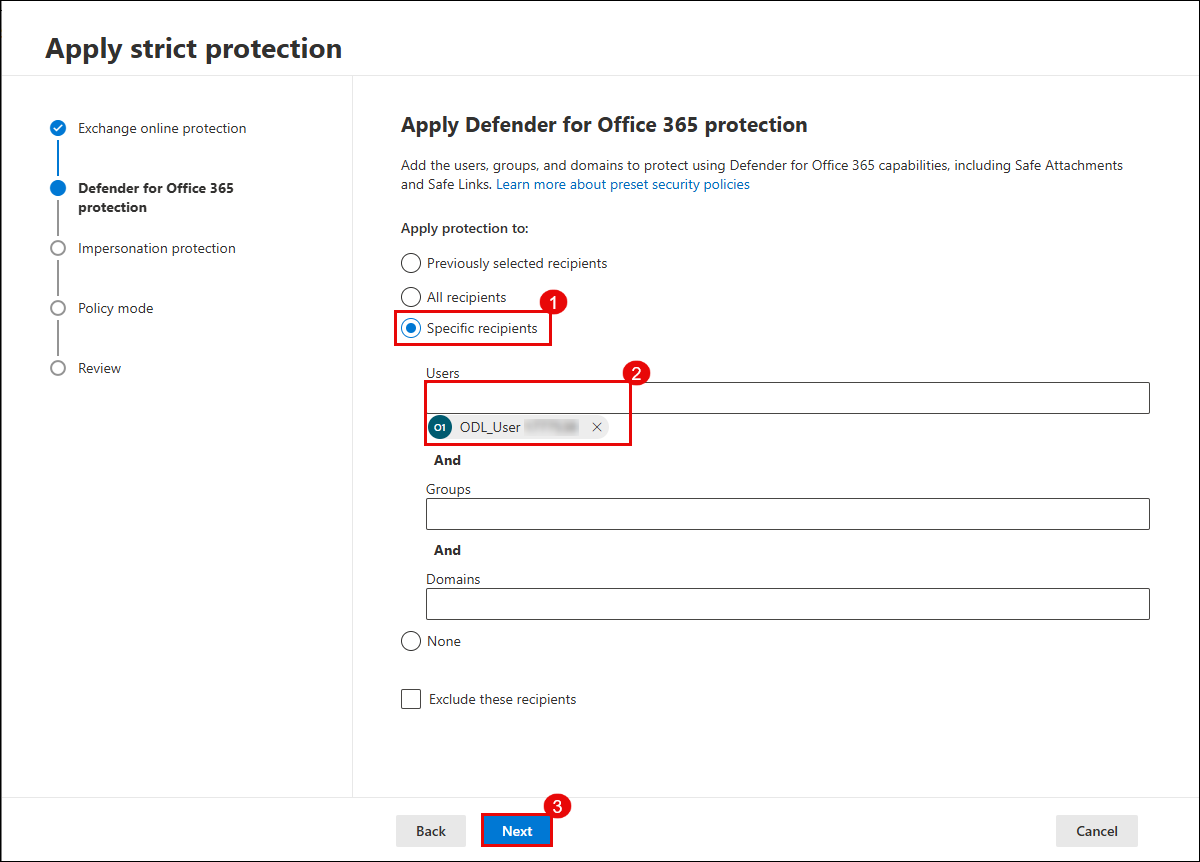 Apply strict protection
Exchange online protection
Defender for Office 365
protection
Impersonation protection
Policy mode
Review
Apply Defender for Office 365 protection
Add the users, groups, and domains to protect using Defender for Office 365 capabilities, including Safe Attachments
and Safe Links. Learn more about preset security policies
Apply protection to:
Previously selected recipients
All recipients
1
Specific recipients
Users
2
O1 ODL_User
And
Groups
And
Domains
None
Exclude these recipients
3
Back
Next
Cancel